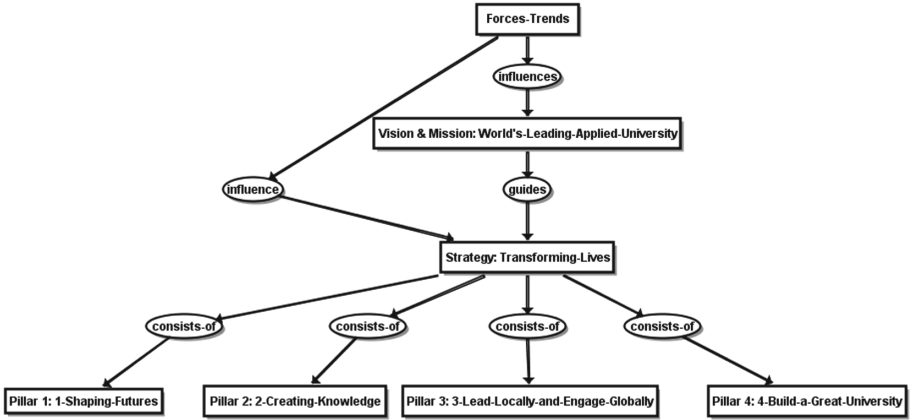 Forces-Trends
influences
Vision & Mission: World's-Leading-Applied-University
influence
guides
Strategy: Transforming-Lives
consists-of
consists-of
consists-of
consists-of
Pillar 1: 1-Shaping-Futures
Pillar 2: 2-Creating-Knowledge
Pillar 3: 3-Lead-Locally-and-Engage-Globally
Pillar 4: 4-Build-a-Great-University